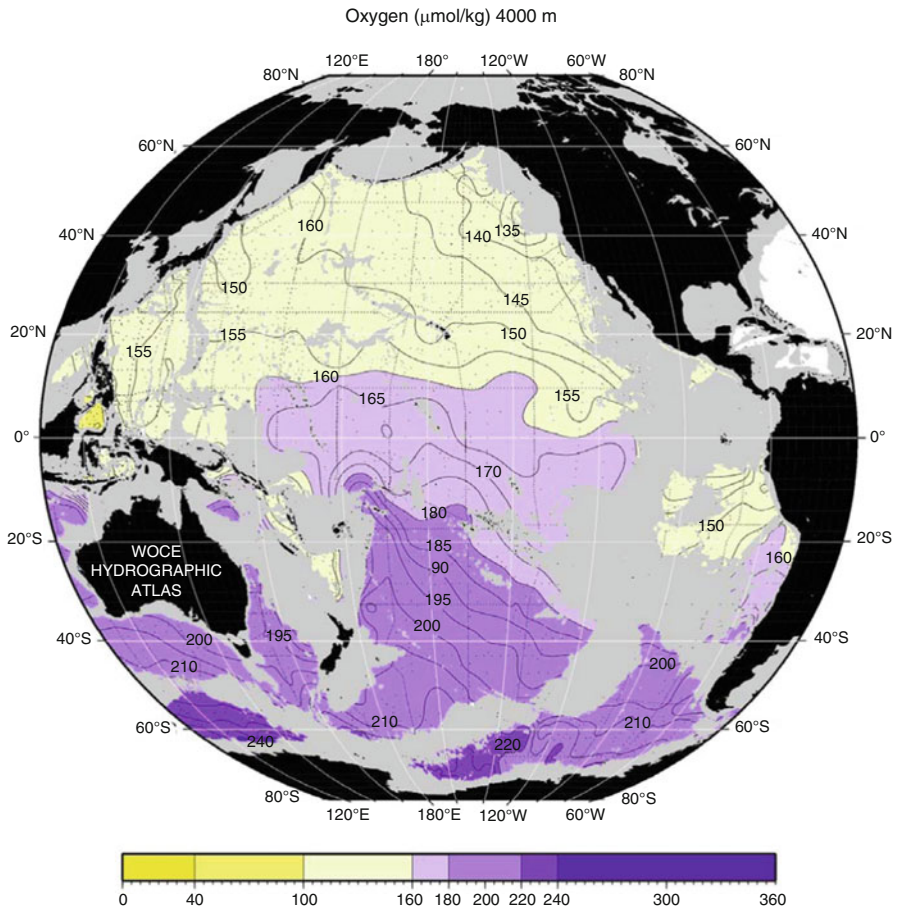 Oxygen (μmol/kg) 4000 m
120°E 180° 120°W 60°W
80°N 80°N
60°N 60°N
160 140 135
40°N 40°N
150 145
20°N 155 155 150 20°N
160 165 155
0° 0°
170
180 150
20°S 185 160 20°S
WOCE
HYDROGRAPHIC
ATLAS
90
195
200
40°S 200 195 200 40°S
210
210 210
60°S 240 220 60°S
80°S 80°S
120°E 180°E 120°W 60°W
0 40 100 160 180 200 220 240 300 360